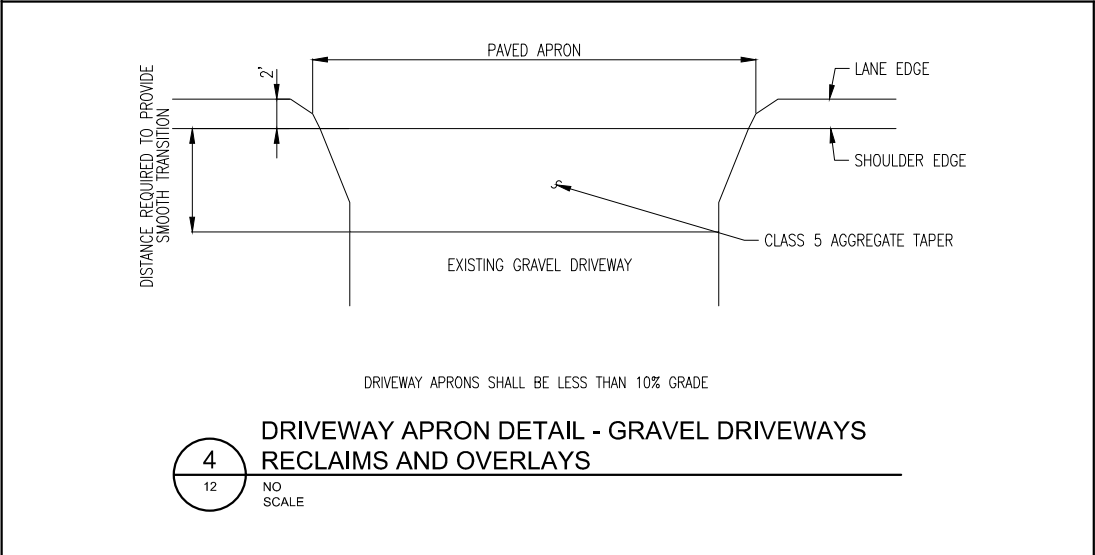 PAVED APRON
2'
LANE EDGE
DISTANCE REQUIRED TO PROVIDE
SMOOTH TRANSITION
SHOULDER EDGE
CLASS 5 AGGREGATE TAPER
EXISTING GRAVEL DRIVEWAY
DRIVEWAY APRONS SHALL BE LESS THAN 10% GRADE
DRIVEWAY APRON DETAIL - GRAVEL DRIVEWAYS
RECLAIMS AND OVERLAYS
4
12
NO
SCALE